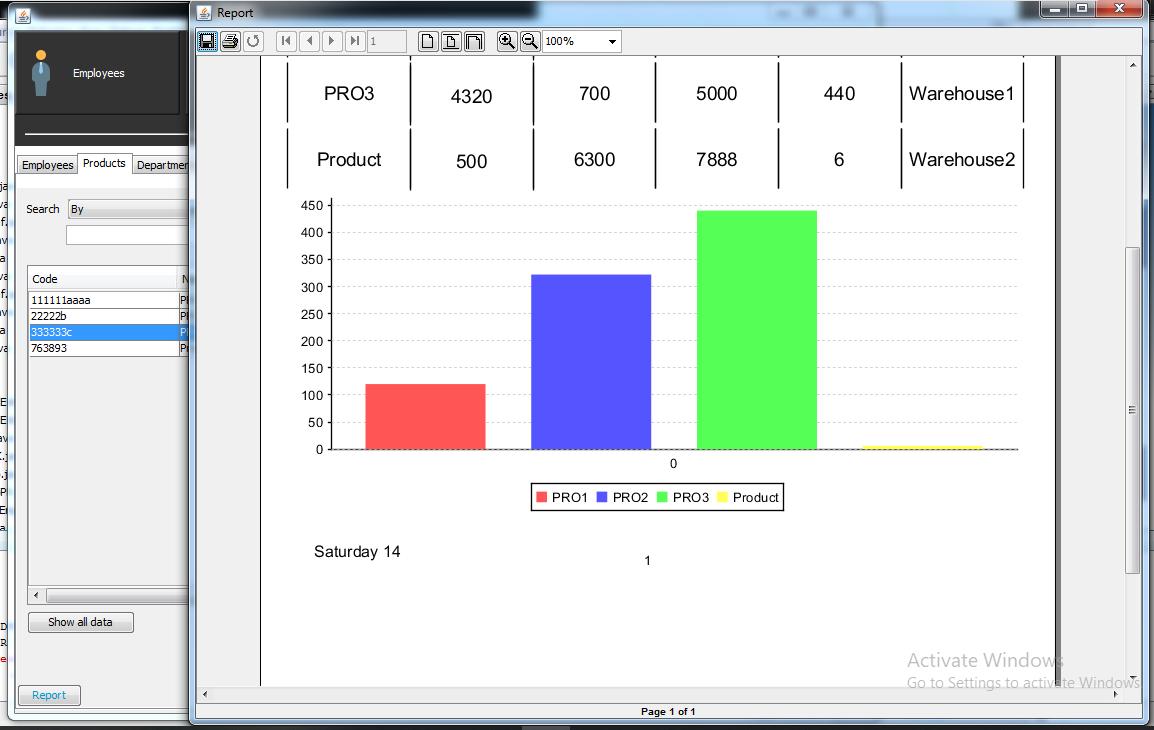 Report
Employees
1
100%
Employees Products Departmen
Search By
Code
111111aaaa
22222b
333333c
763893
Show all data
Report
PRO3 4320 700 5000 440 Warehouse1
Product 500 6300 7888 6 Warehouse2
450
400
350
300
250
200
150
100
50
0
0
PRO1 PRO2 PRO3 Product
Saturday 14
1
Activate Windows
Go to Settings to activate Windows
Page 1 of 1